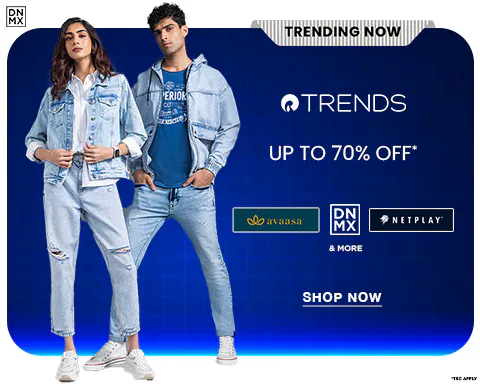 DN
MX
TRENDING NOW
TRENDS
UP TO 70% OFF*
avaasa
DN
MX
NETPLAY
& MORE
SHOP NOW
*T&C APPLY